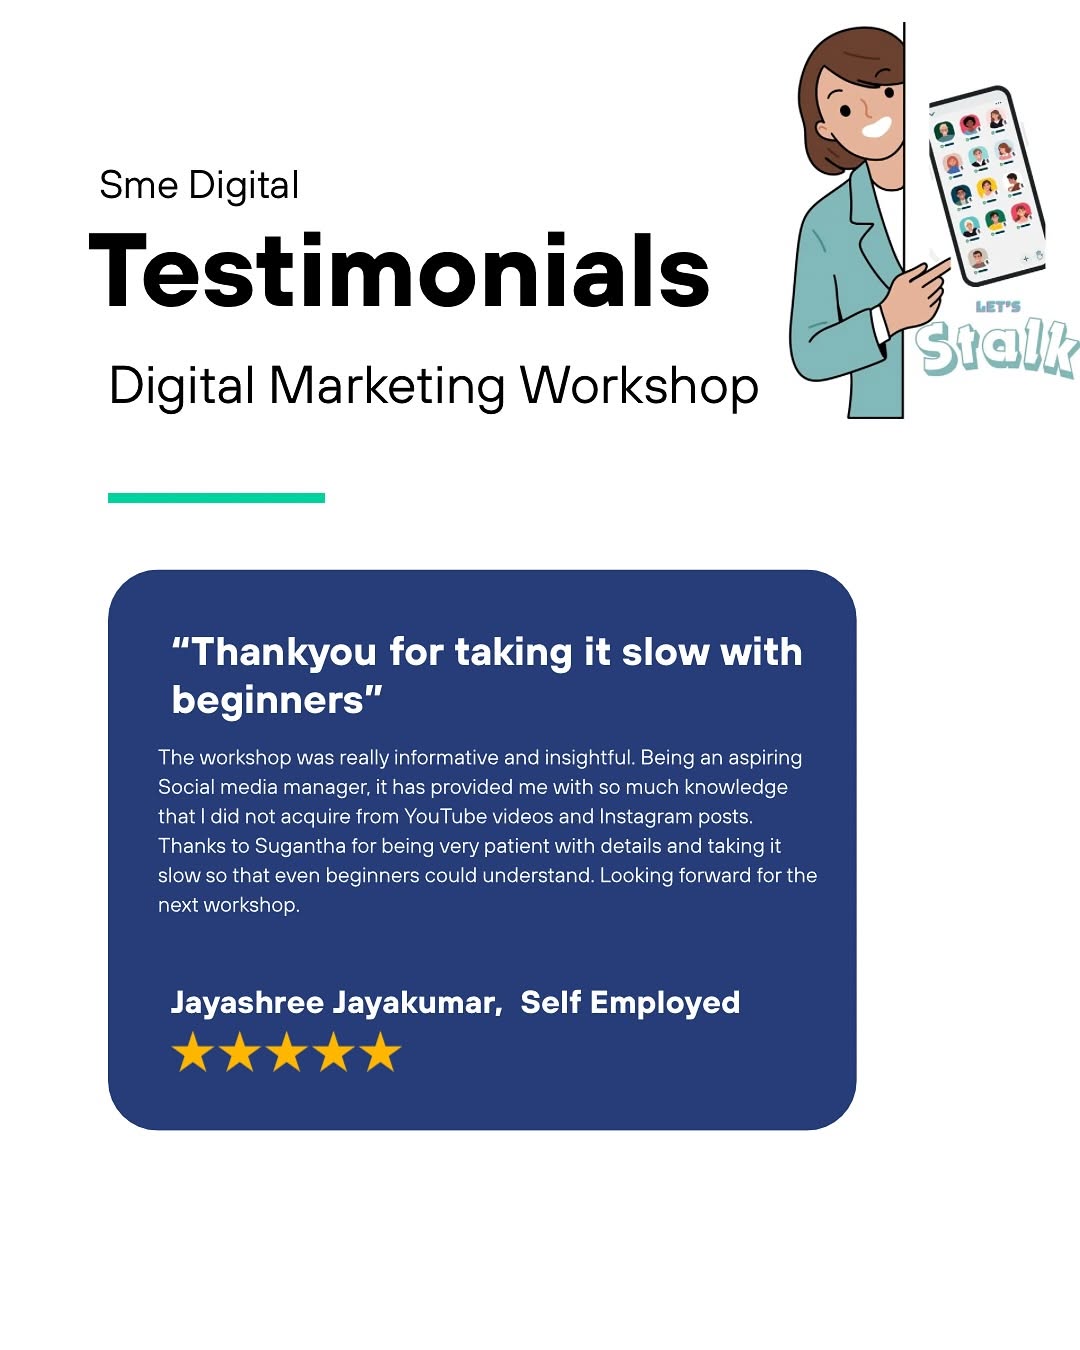 Sme Digital
Testimonials
Digital Marketing Workshop
LET'S
Stalk
“Thankyou for taking it slow with
beginners”
The workshop was really informative and insightful. Being an aspiring
Social media manager, it has provided me with so much knowledge
that I did not acquire from YouTube videos and Instagram posts.
Thanks to Sugantha for being very patient with details and taking it
slow so that even beginners could understand. Looking forward for the
next workshop.
Jayashree Jayakumar,  Self Employed